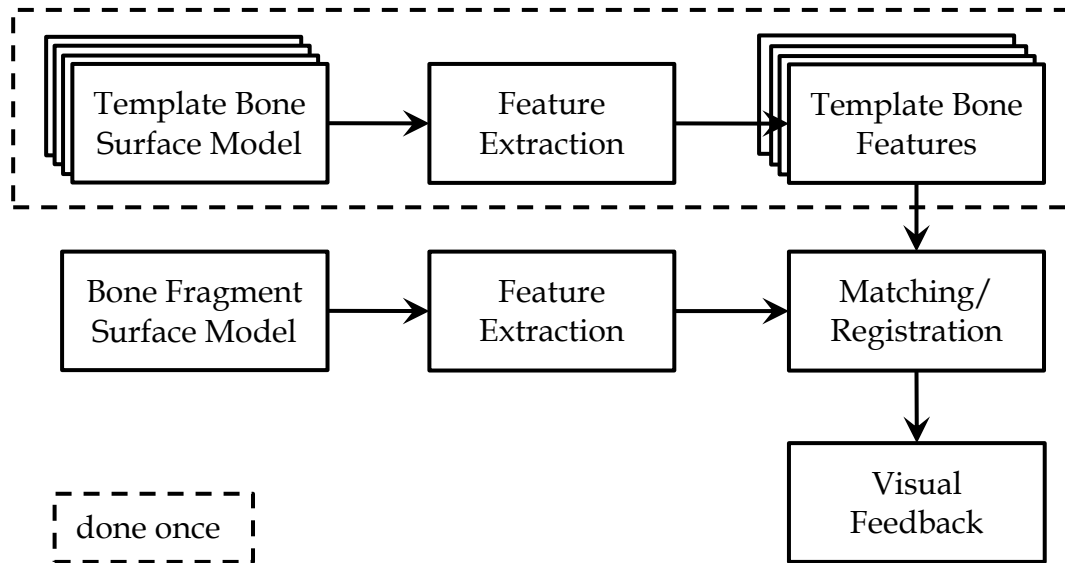 Template Bone
Surface Model
Feature
Extraction
Template Bone
Features
Bone Fragment
Surface Model
Feature
Extraction
Matching/
Registration
Visual
Feedback
done once